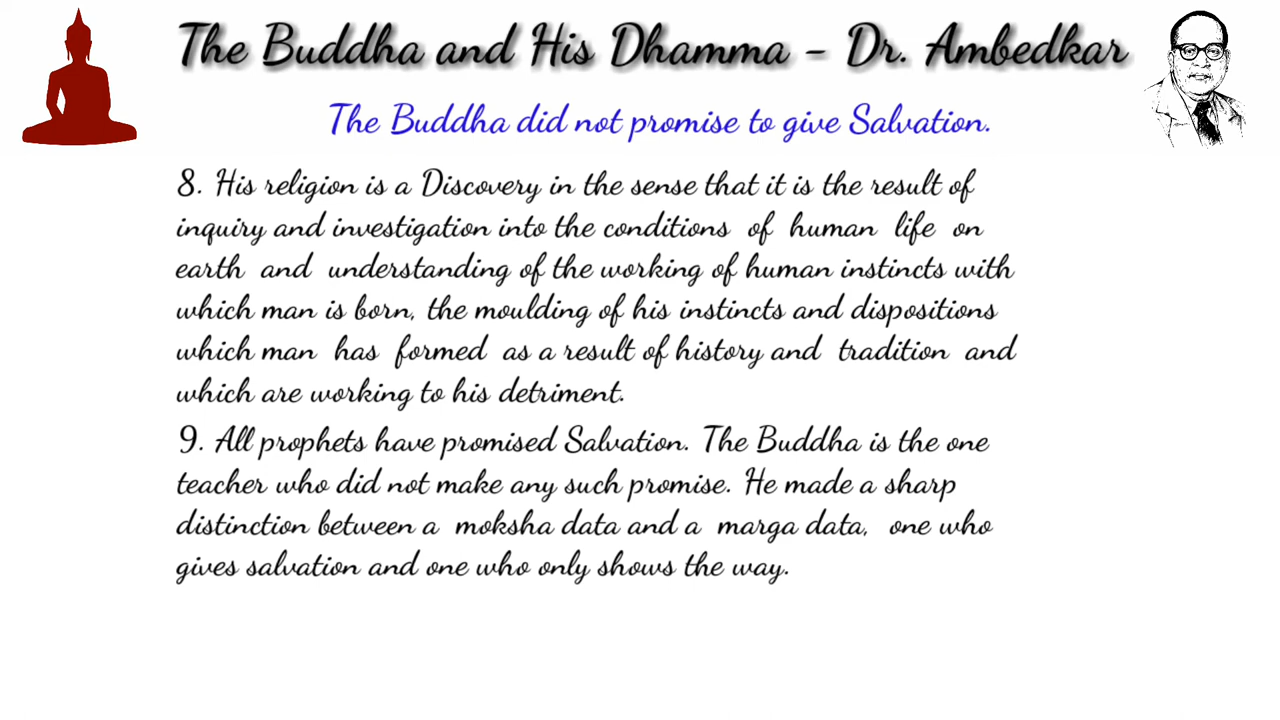 The Buddha and His Dhamma - Dr. Ambedkar
The Buddha did not promise to give Salvation.
8. His religion is a Discovery in the sense that it is the result of
inquiry and investigation into the conditions of human life on
earth and understanding of the working of human instincts with
which man is born, the moulding of his instincts and dispositions
which man has formed as a result of history and tradition and
which are working to his detriment.
9. All prophets have promised Salvation. The Buddha is the one
teacher who did not make any such promise. He made a sharp
distinction between a moksha data and a marga data, one who
gives salvation and one who only shows the way.